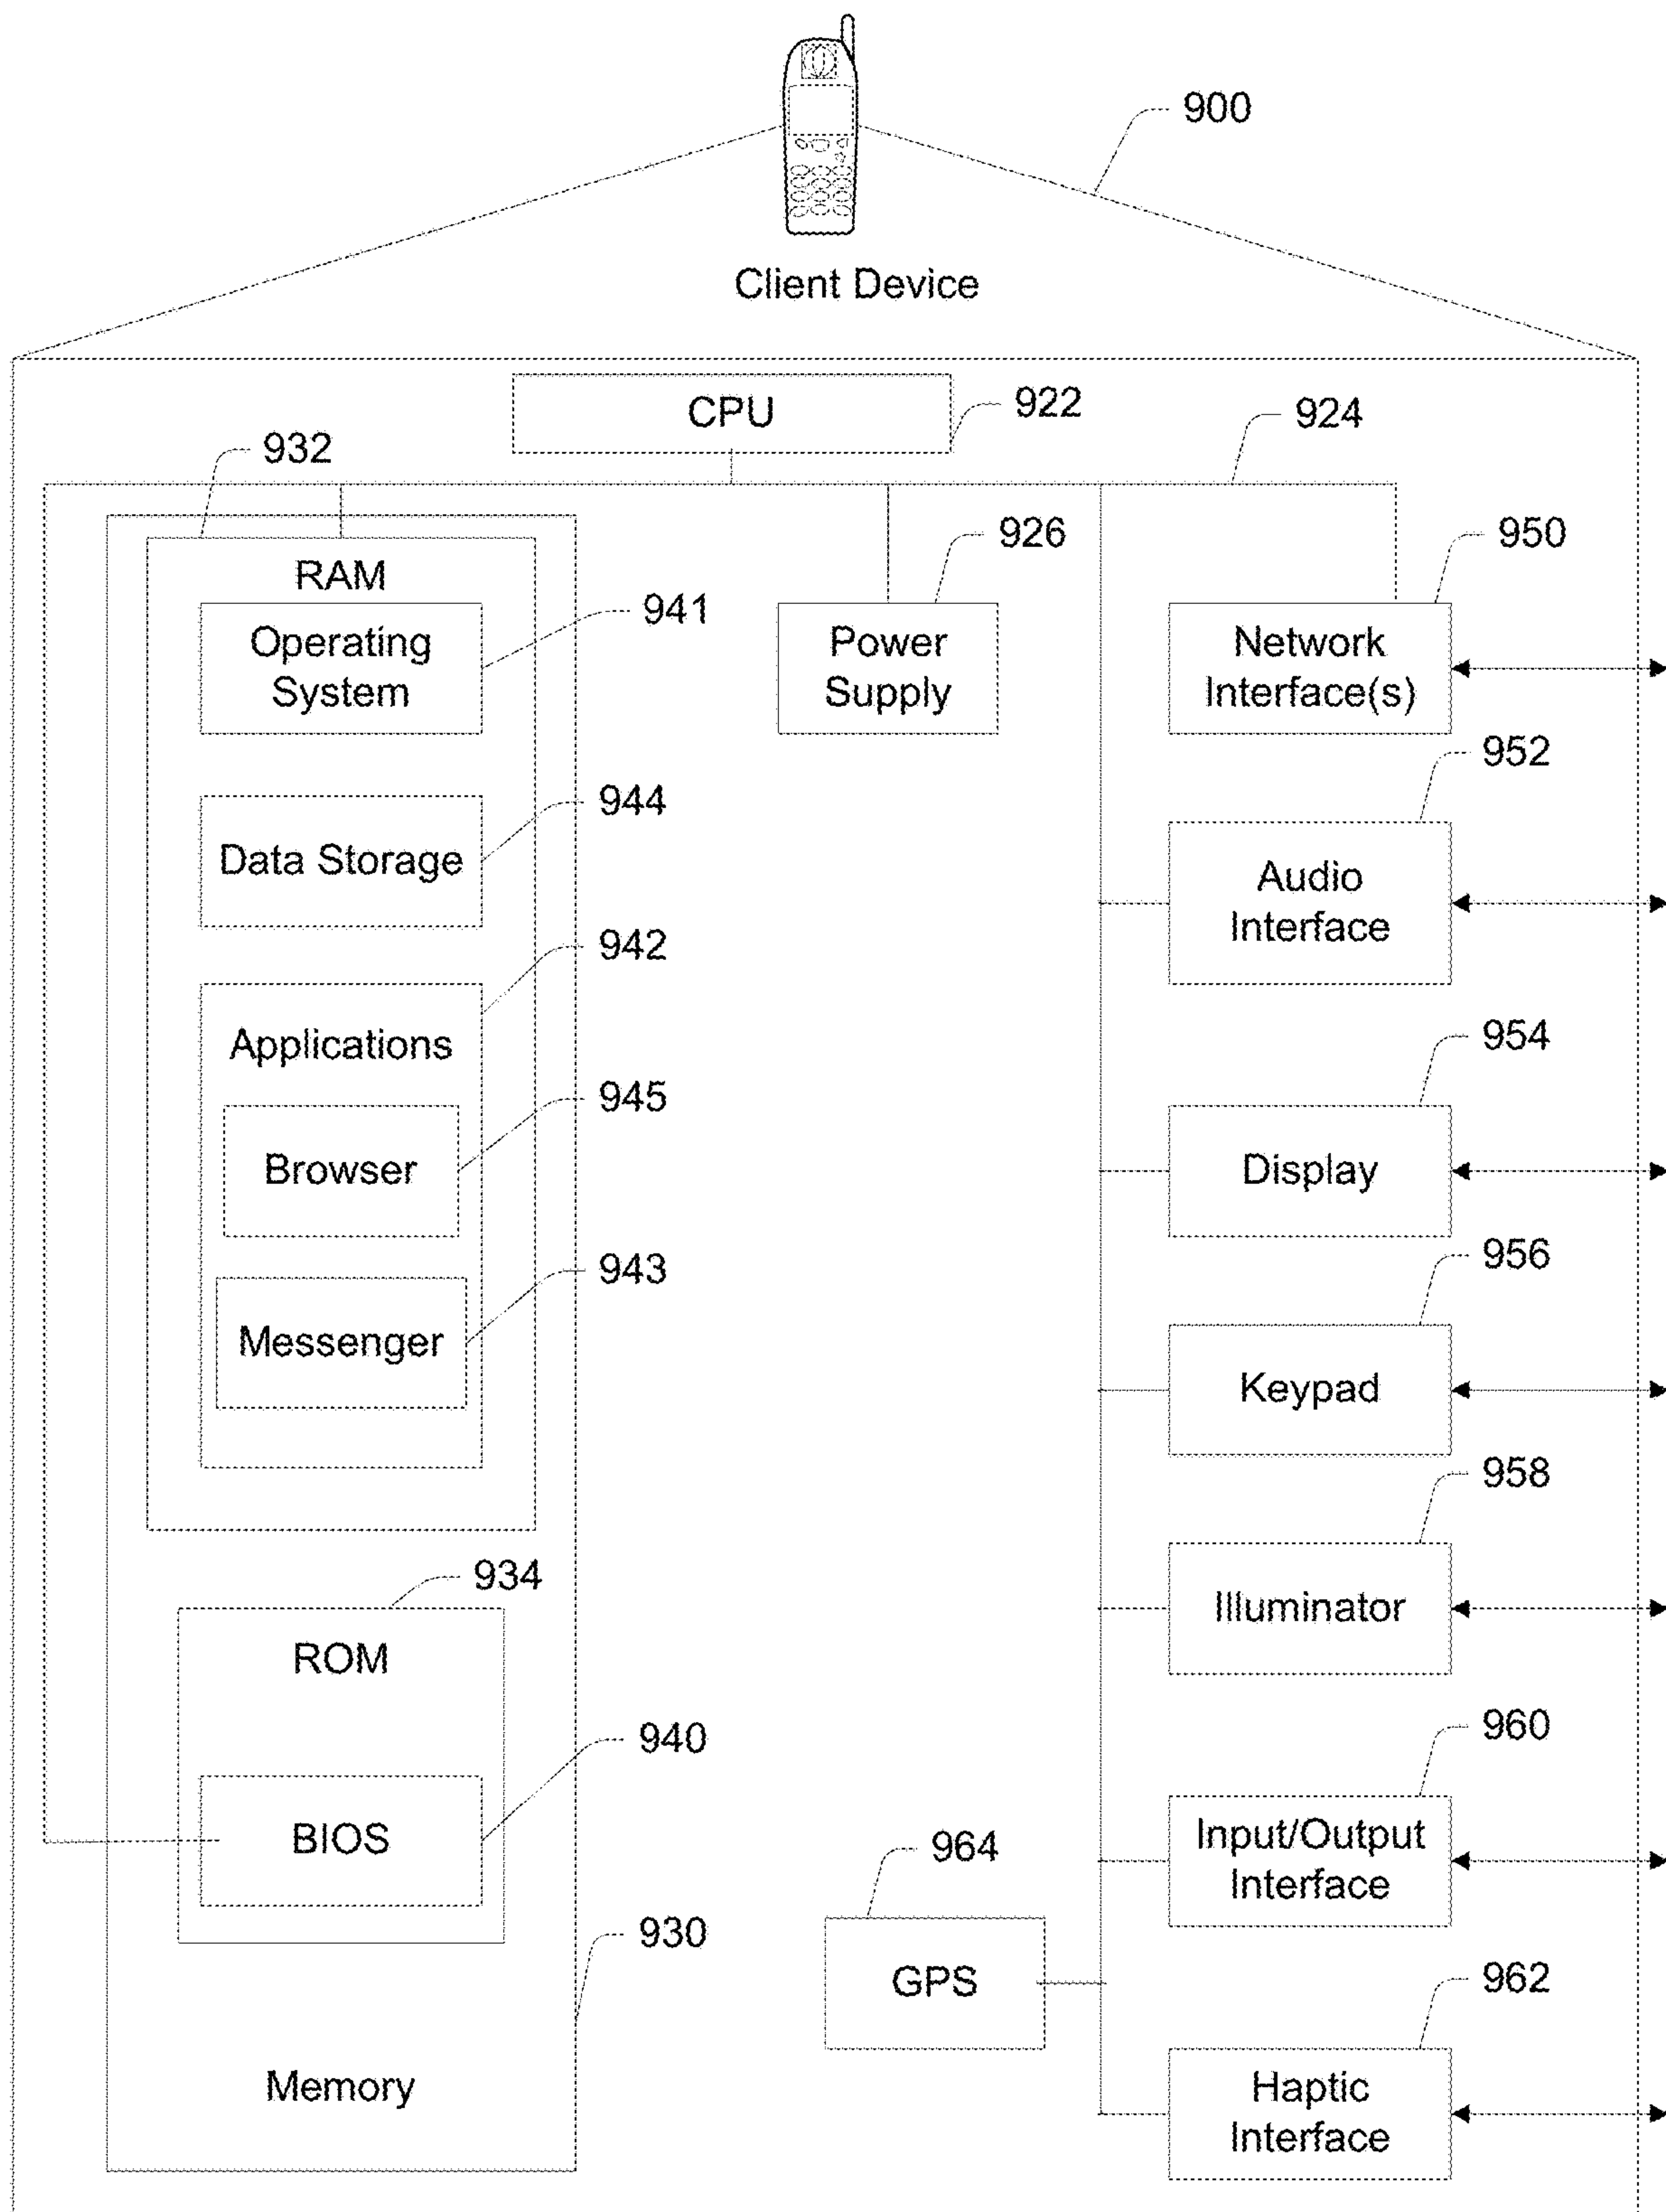 900
Client Device
CPU
922
924
932
RAM
926
950
Operating
System
941
Power
Supply
Network
Interface(s)
952
944
Data Storage
Audio
Interface
942
Applications
954
945
Browser
Display
943
Messenger
956
Keypad
958
934
ROM
Illuminator
940
BIOS
960
Input/Output
Interface
964
GPS
930
962
Memory
Haptic
Interface